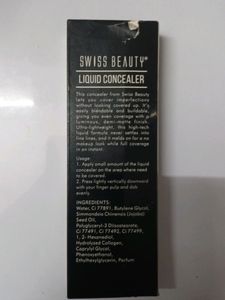 SWISS BEAUTY®
LIQUID CONCEALER
This concealer from Swiss Beauty
lets you cover imperfections
without looking covered up. It's
easily blendable and buildable,
giving you even coverage with a
luminous, demi-matte finish.
Ultra-lightweight, this high-tech
liquid formula never settles into
fine lines, and it molds on for a no
makeup look while full coverage
in an instant.
Usage:
1. Apply small amount of the liquid
concealer on the area where need
to be covered.
2. Press lightly vertically downward
with your finger pulp and dish
evenly.
INGREDIENTS:
Water, Ci 77891, Butylene Glycol,
Simmondsia Chinensis (Jojoba)
Seed Oil,
Polyglyceryl-3 Diisostearate,
Ci 77491, Ci 77492, Ci 77499,
1, 2- Hexanediol,
Hydrolyzed Collagen,
Caprylyl Glycol,
Phenoxyethanol,
Ethylhexylglycerin, Parfum